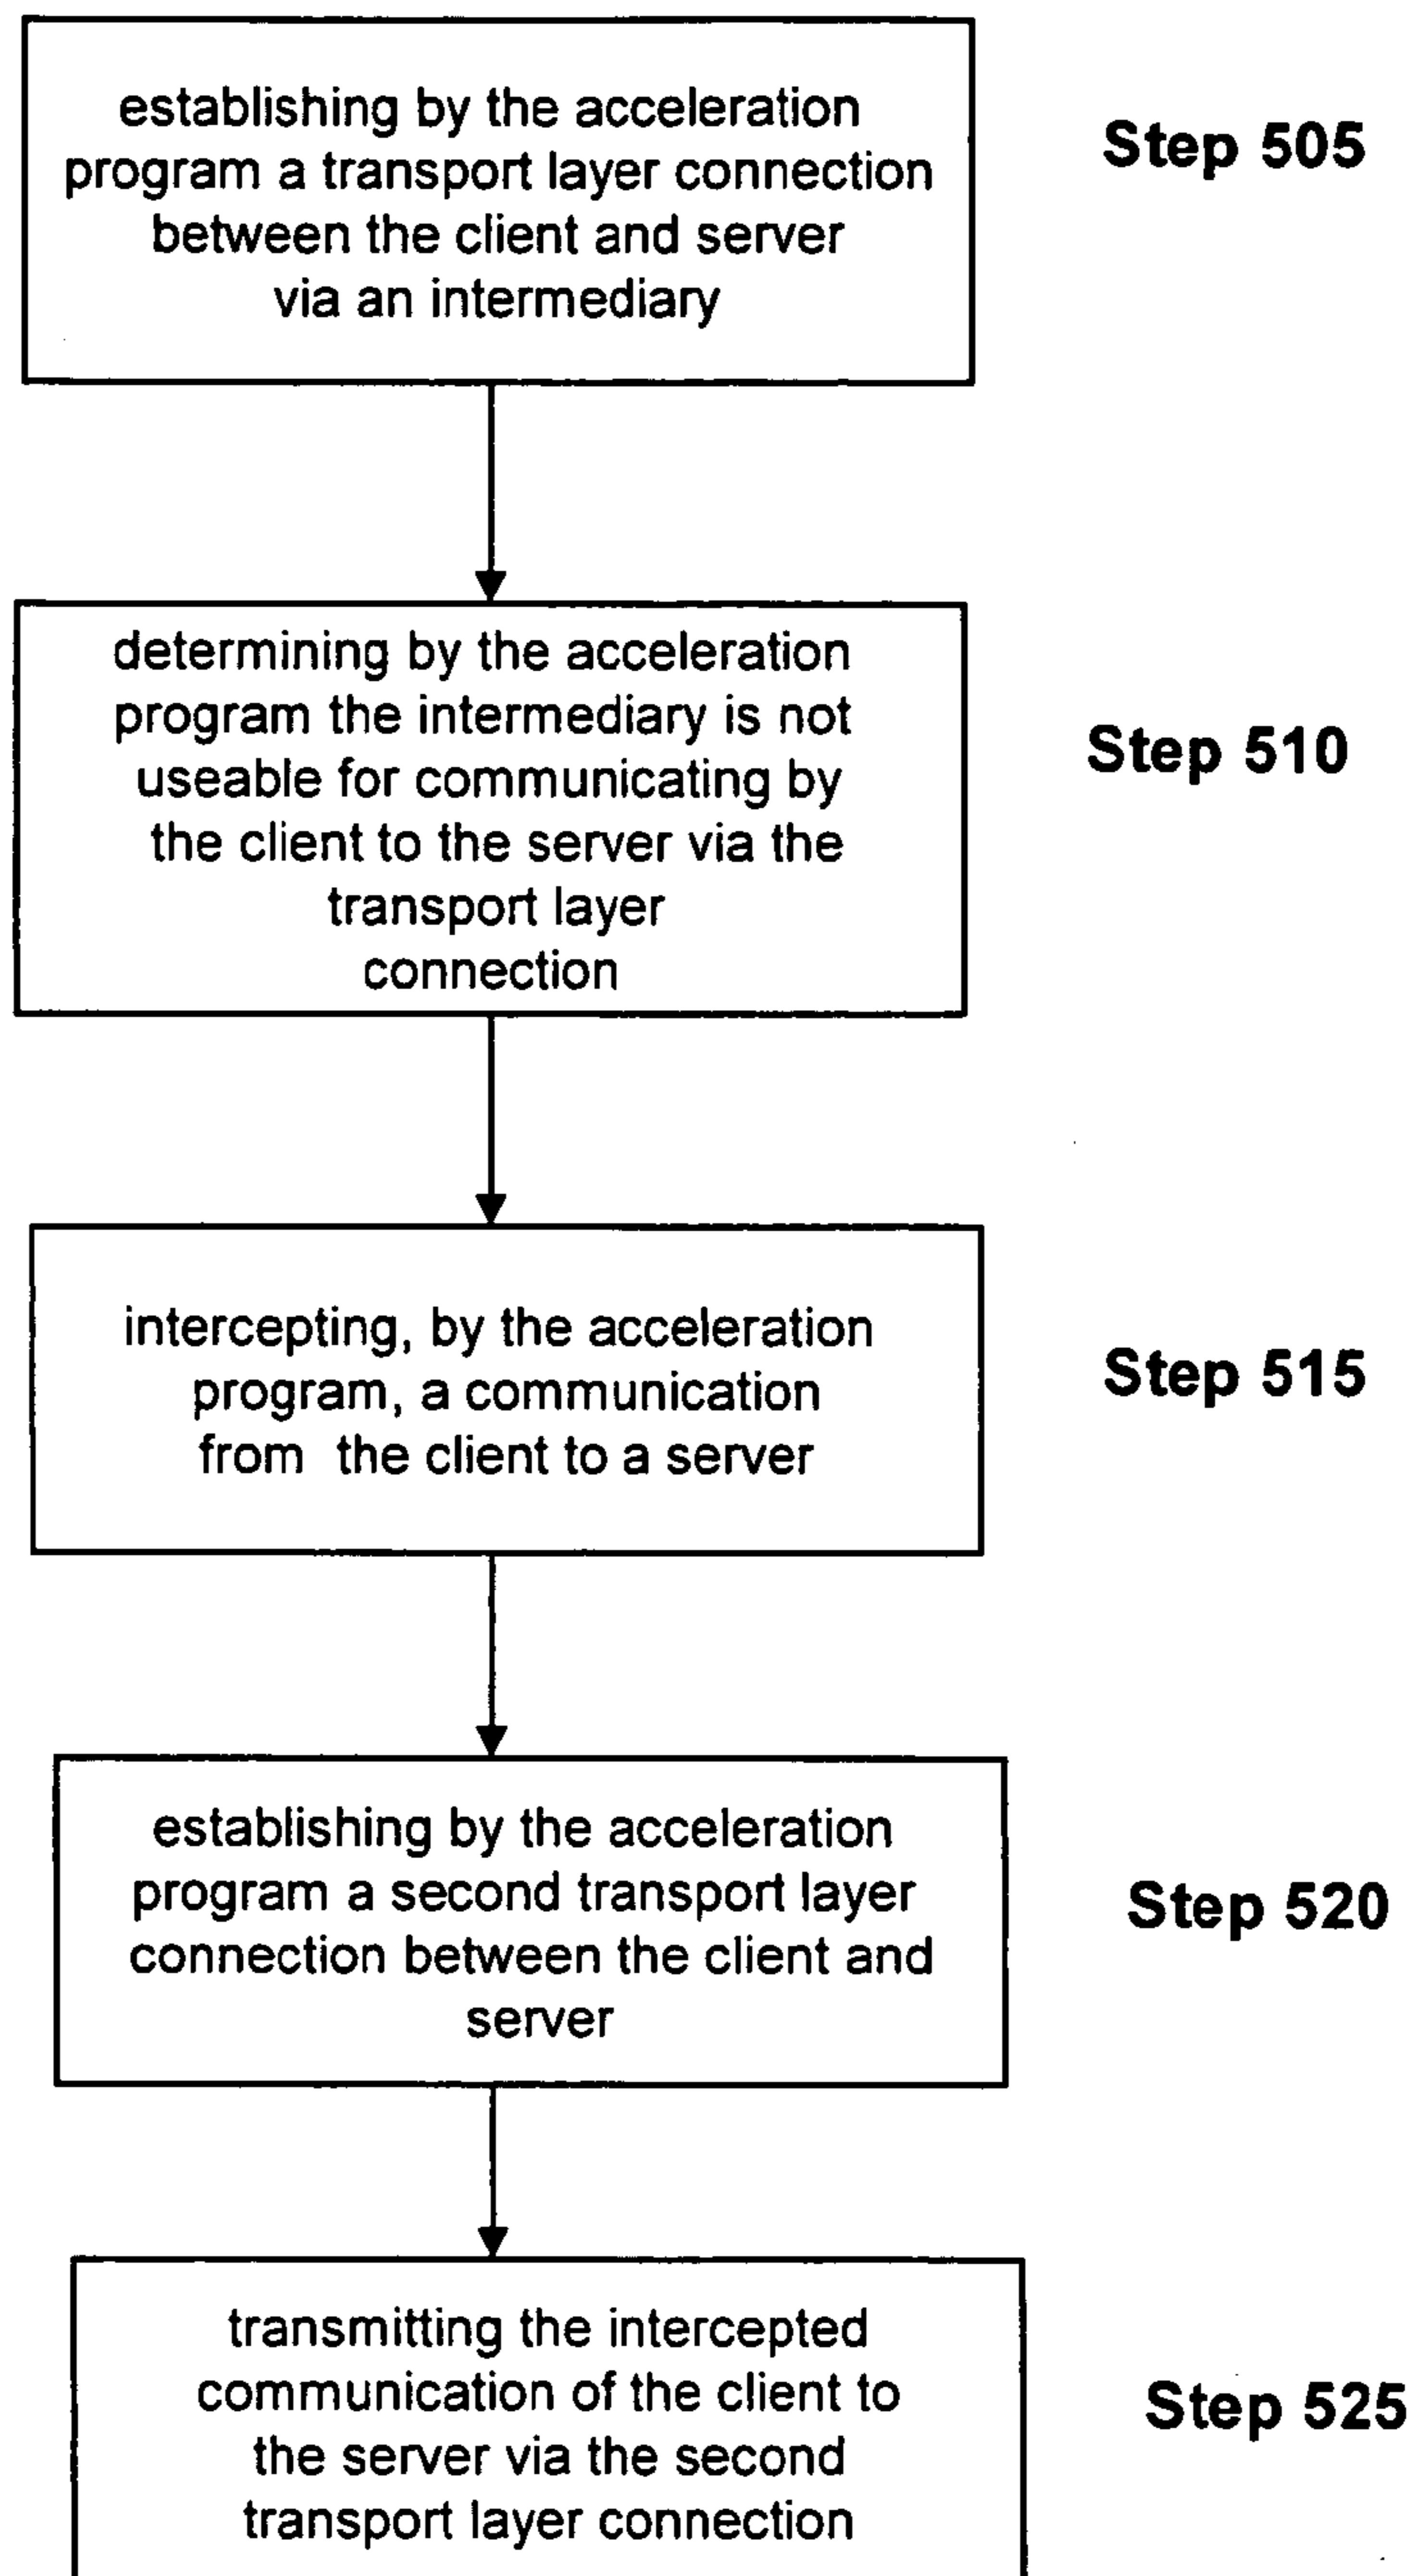 establishing by the acceleration
program a transport layer connection
between the client and server
via an intermediary
Step 505
determining by the acceleration
program the intermediary is not
useable for communicating by
the client to the server via the
transport layer
connection
Step 510
intercepting, by the acceleration
program, a communication
from the client to a server
Step 515
establishing by the acceleration
program a second transport layer
connection between the client and
server
Step 520
transmitting the intercepted
communication of the client to
the server via the second
transport layer connection
Step 525